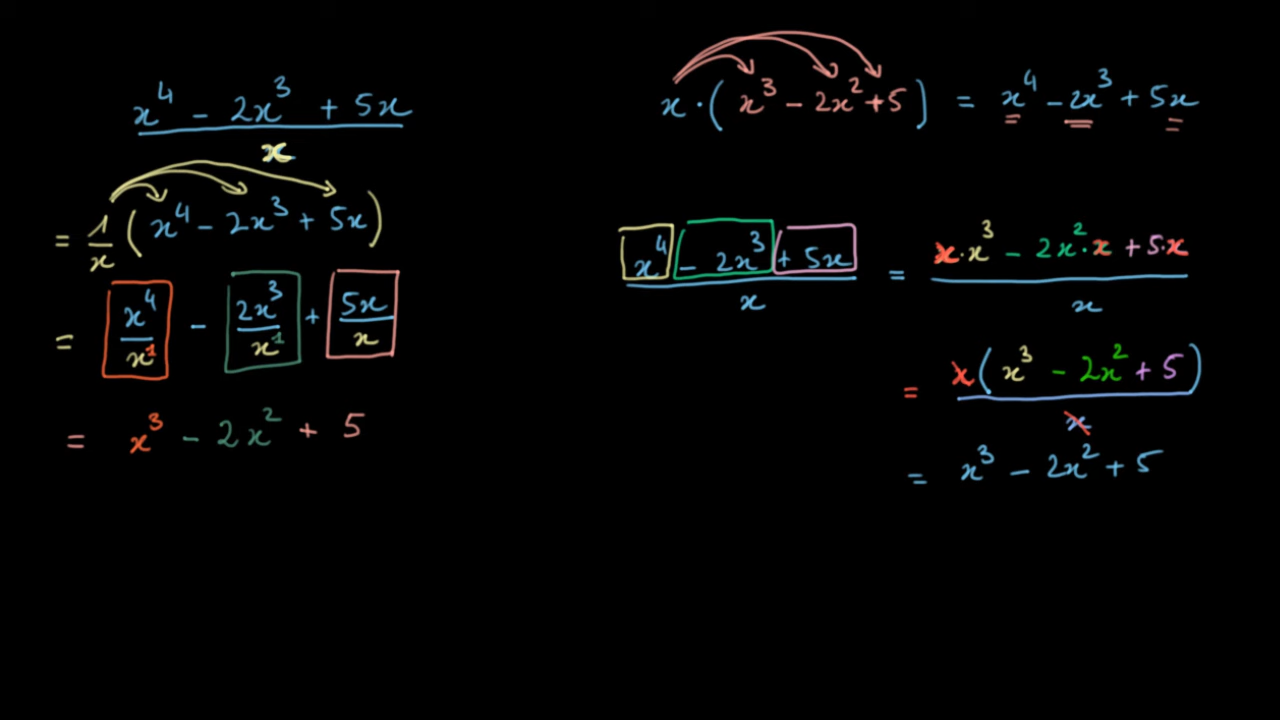 x⁴ - 2x³ + 5x
x
= 1/x (x⁴ - 2x³ + 5x)
= x⁴/x¹ - 2x³/x¹ + 5x/x
= x³ - 2x² + 5
x · (x³ - 2x² + 5) = x⁴ - 2x³ + 5x
(x⁴ - 2x³ + 5x)/x = (x·x³ - 2x²·x + 5·x)/x
= x(x³ - 2x² + 5)/x
= x³ - 2x² + 5